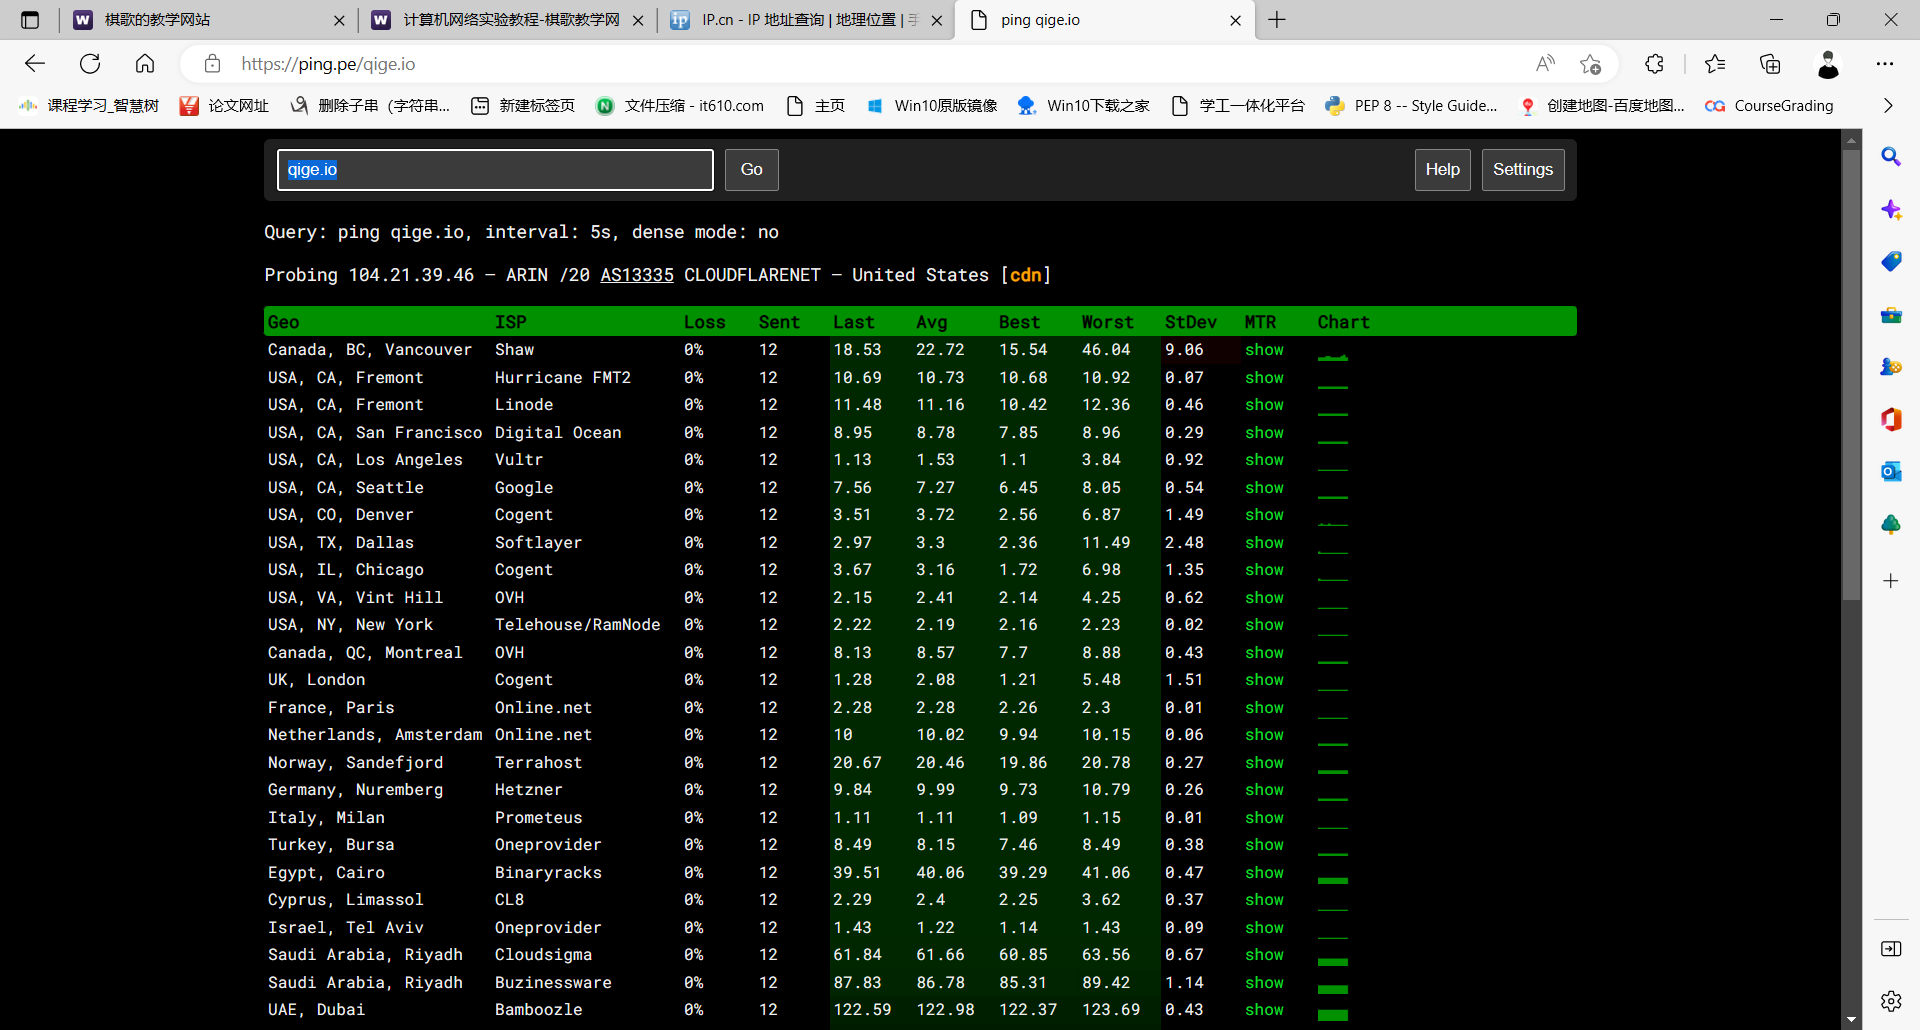 棋歌的教学网站
计算机网络实验教程-棋歌教学网
IP.cn - IP 地址查询 | 地理位置 | 手
ping qige.io
https://ping.pe/qige.io
课程学习_智慧树 论文网址 删除子串（字符串... 新建标签页 文件压缩 - it610.com 主页 Win10原版镜像 Win10下载之家 学工一体化平台 PEP 8 -- Style Guide... 创建地图-百度地图... CourseGrading
qige.io Go Help Settings
Query: ping qige.io, interval: 5s, dense mode: no
Probing 104.21.39.46 — ARIN /20 AS13335 CLOUDFLARENET — United States [cdn]
Geo ISP Loss Sent Last Avg Best Worst StDev MTR Chart
Canada, BC, Vancouver Shaw 0% 12 18.53 22.72 15.54 46.04 9.06 show
USA, CA, Fremont Hurricane FMT2 0% 12 10.69 10.73 10.68 10.92 0.07 show
USA, CA, Fremont Linode 0% 12 11.48 11.16 10.42 12.36 0.46 show
USA, CA, San Francisco Digital Ocean 0% 12 8.95 8.78 7.85 8.96 0.29 show
USA, CA, Los Angeles Vultr 0% 12 1.13 1.53 1.1 3.84 0.92 show
USA, CA, Seattle Google 0% 12 7.56 7.27 6.45 8.05 0.54 show
USA, CO, Denver Cogent 0% 12 3.51 3.72 2.56 6.87 1.49 show
USA, TX, Dallas Softlayer 0% 12 2.97 3.3 2.36 11.49 2.48 show
USA, IL, Chicago Cogent 0% 12 3.67 3.16 1.72 6.98 1.35 show
USA, VA, Vint Hill OVH 0% 12 2.15 2.41 2.14 4.25 0.62 show
USA, NY, New York Telehouse/RamNode 0% 12 2.22 2.19 2.16 2.23 0.02 show
Canada, QC, Montreal OVH 0% 12 8.13 8.57 7.7 8.88 0.43 show
UK, London Cogent 0% 12 1.28 2.08 1.21 5.48 1.51 show
France, Paris Online.net 0% 12 2.28 2.28 2.26 2.3 0.01 show
Netherlands, Amsterdam Online.net 0% 12 10 10.02 9.94 10.15 0.06 show
Norway, Sandefjord Terrahost 0% 12 20.67 20.46 19.86 20.78 0.27 show
Germany, Nuremberg Hetzner 0% 12 9.84 9.99 9.73 10.79 0.26 show
Italy, Milan Prometeus 0% 12 1.11 1.11 1.09 1.15 0.01 show
Turkey, Bursa Oneprovider 0% 12 8.49 8.15 7.46 8.49 0.38 show
Egypt, Cairo Binaryracks 0% 12 39.51 40.06 39.29 41.06 0.47 show
Cyprus, Limassol CL8 0% 12 2.29 2.4 2.25 3.62 0.37 show
Israel, Tel Aviv Oneprovider 0% 12 1.43 1.22 1.14 1.43 0.09 show
Saudi Arabia, Riyadh Cloudsigma 0% 12 61.84 61.66 60.85 63.56 0.67 show
Saudi Arabia, Riyadh Buzinessware 0% 12 87.83 86.78 85.31 89.42 1.14 show
UAE, Dubai Bamboozle 0% 12 122.59 122.98 122.37 123.69 0.43 show